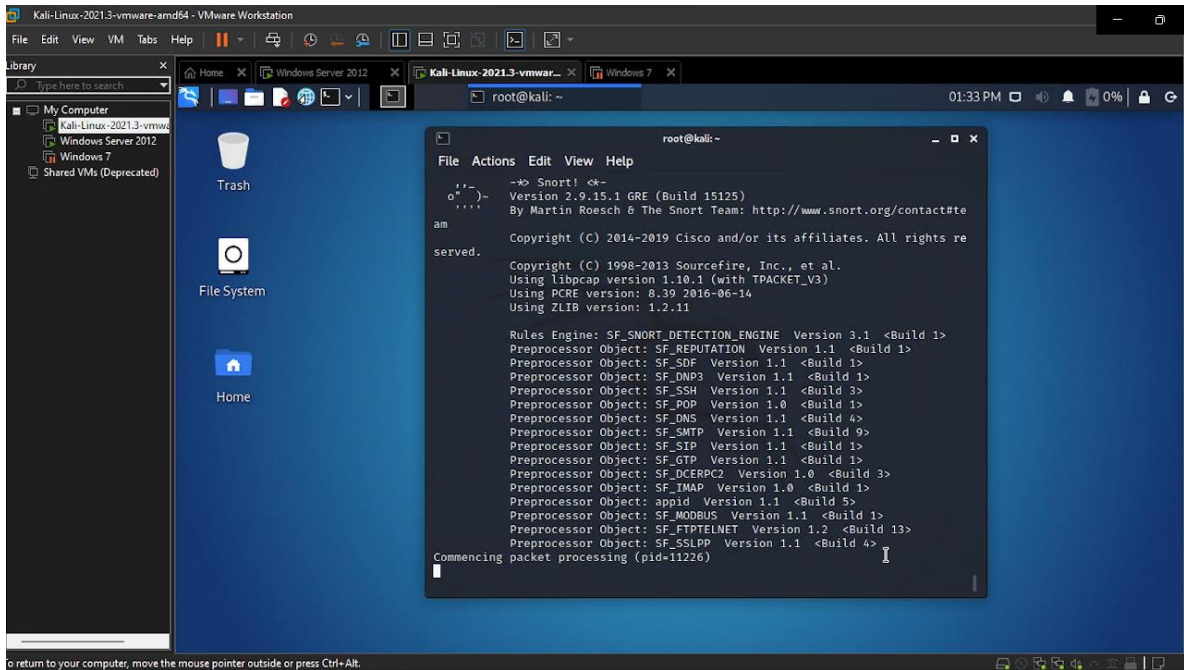 Kali-Linux-2021.3-vmware-amd64 - VMware Workstation
File Edit View VM Tabs Help
Library
Type here to search
My Computer
Kali-Linux-2021.3-vmwa
Windows Server 2012
Windows 7
Shared VMs (Deprecated)
Home Windows Server 2012 Kali-Linux-2021.3-vmwar... Windows 7
root@kali: ~ 01:33 PM 0%
Trash
File System
Home
root@kali: ~
File Actions Edit View Help
,,_ -*> Snort! <*-
o" )~ Version 2.9.15.1 GRE (Build 15125)
'''' By Martin Roesch & The Snort Team: http://www.snort.org/contact#te
am
Copyright (C) 2014-2019 Cisco and/or its affiliates. All rights re
served.
Copyright (C) 1998-2013 Sourcefire, Inc., et al.
Using libpcap version 1.10.1 (with TPACKET_V3)
Using PCRE version: 8.39 2016-06-14
Using ZLIB version: 1.2.11
Rules Engine: SF_SNORT_DETECTION_ENGINE Version 3.1 <Build 1>
Preprocessor Object: SF_REPUTATION Version 1.1 <Build 1>
Preprocessor Object: SF_SDF Version 1.1 <Build 1>
Preprocessor Object: SF_DNP3 Version 1.1 <Build 1>
Preprocessor Object: SF_SSH Version 1.1 <Build 3>
Preprocessor Object: SF_POP Version 1.0 <Build 1>
Preprocessor Object: SF_DNS Version 1.1 <Build 4>
Preprocessor Object: SF_SMTP Version 1.1 <Build 9>
Preprocessor Object: SF_SIP Version 1.1 <Build 1>
Preprocessor Object: SF_GTP Version 1.1 <Build 1>
Preprocessor Object: SF_DCERPC2 Version 1.0 <Build 3>
Preprocessor Object: SF_IMAP Version 1.0 <Build 1>
Preprocessor Object: appid Version 1.1 <Build 5>
Preprocessor Object: SF_MODBUS Version 1.1 <Build 1>
Preprocessor Object: SF_FTPTELNET Version 1.2 <Build 13>
Preprocessor Object: SF_SSLPP Version 1.1 <Build 4>
Commencing packet processing (pid=11226)
o return to your computer, move the mouse pointer outside or press Ctrl+Alt.